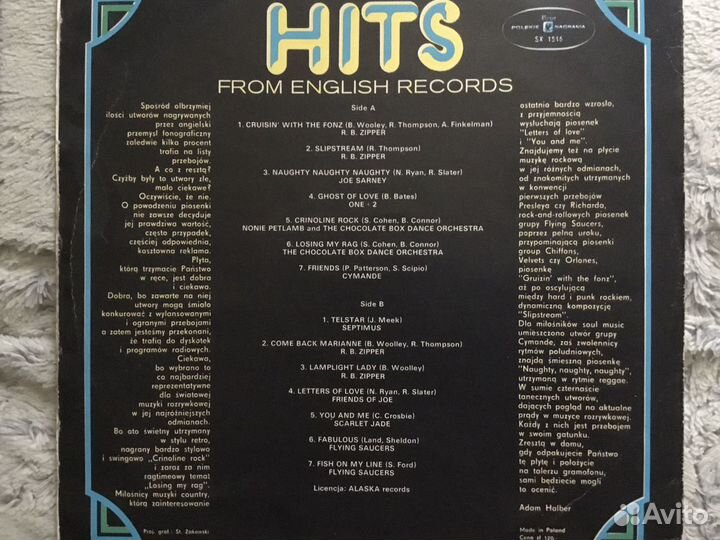 HITS
FROM ENGLISH RECORDS
POLSKIE NAGRANIA
SX 1516
Spośród olbrzymiej
ilości utworów nagrywanych
przez angielski
przemysł fonograficzny
zaledwie kilka procent
trafia na listy
przebojów.
A co z resztą?
Czyżby były to utwory złe,
mało ciekawe?
Oczywiście, że nie.
O powodzeniu piosenki
nie zawsze decyduje
jej prawdziwa wartość,
często przypadek,
częściej odpowiednia,
kosztowna reklama.
Płyta,
którą trzymacie Państwo
w ręce, jest dobra
i ciekawa.
Dobra, bo zawarte na niej
utwory mogą śmiało
konkurować z wylansowanymi
i ogranymi przebojami
a zatem jesteśmy przekonani,
że trafią do dyskotek
i programów radiowych.
Ciekawa,
bo wybrano to
co najbardziej
reprezentatywne
dla światowej
muzyki rozrywkowej
w jej najróżniejszych
odmianach.
Bo oto świetny utrzymany
w stylu retro,
nagrany bardzo stylowo
i swingowo „Crinoline rock"
i zaraz za nim
ragtimeowy temat
„Losing my rag".
Miłośnicy muzyki country,
którą zainteresowanie
Side A
1. CRUISIN' WITH THE FONZ (B. Wooley, R. Thompson, A. Finkelman)
R. B. ZIPPER
2. SLIPSTREAM (R. Thompson)
R. B. ZIPPER
3. NAUGHTY NAUGHTY NAUGHTY (N. Ryan, R. Slater)
JOE SARNEY
4. GHOST OF LOVE (B. Bates)
ONE - 2
5. CRINOLINE ROCK (S. Cohen, B. Connor)
NONIE PETLAMB and THE CHOCOLATE BOX DANCE ORCHESTRA
6. LOSING MY RAG (S. Cohen, B. Connor)
THE CHOCOLATE BOX DANCE ORCHESTRA
7. FRIENDS (P. Patterson, S. Scipio)
CYMANDE
Side B
1. TELSTAR (J. Meek)
SEPTIMUS
2. COME BACK MARIANNE (B. Woolley, R. Thompson)
R. B. ZIPPER
3. LAMPLIGHT LADY (B. Woolley)
R. B. ZIPPER
4. LETTERS OF LOVE (N. Ryan, R. Slater)
FRIENDS OF JOE
5. YOU AND ME (C. Crosbie)
SCARLET JADE
6. FABULOUS (Land, Sheldon)
FLYING SAUCERS
7. FISH ON MY LINE (S. Ford)
FLYING SAUCERS
Licencja: ALASKA records
ostatnio bardzo wzrosło,
z przyjemnością
wysłuchają piosenek
"Letters of love"
i "You and me".
Znajdujemy też na płycie
muzykę rockową
w jej różnych odmianach,
od znakomitych utrzymanych
w konwencji
pierwszych przebojów
Presleya czy Richarda,
rock-and-rollowych piosenek
grupy Flying Saucers,
poprzez pełną uroku,
przypominającą piosenki
group Chiffons,
Velvets czy Orlones,
piosenkę
"Gruizin' with the fonz",
aż po oscylującą
między hard i punk rockiem,
dynamiczną kompozycję
"Slipstream".
Dla miłośników soul music
umieszczono utwór grupy
Cymande, zaś zwolennicy
rytmów południowych,
znajdą śmieszną piosenkę
"Naughty, naughty, naughty",
utrzymaną w rytmie reggae.
W sumie czternaście
tanecznych utworów,
dających pogląd na aktualne
prądy w muzyce rozrywkowej.
Każdy z nich jest przebojem
w swoim gatunku.
Zresztą w domu,
gdy odpakujecie Państwo
tę płytę i położycie
na talerzu gramofonu,
sami będziecie mogli
to ocenić.
Adam Halber
Proj. graf.: St. Żakowski
Made in Poland
Cena zł 120,-
Avito